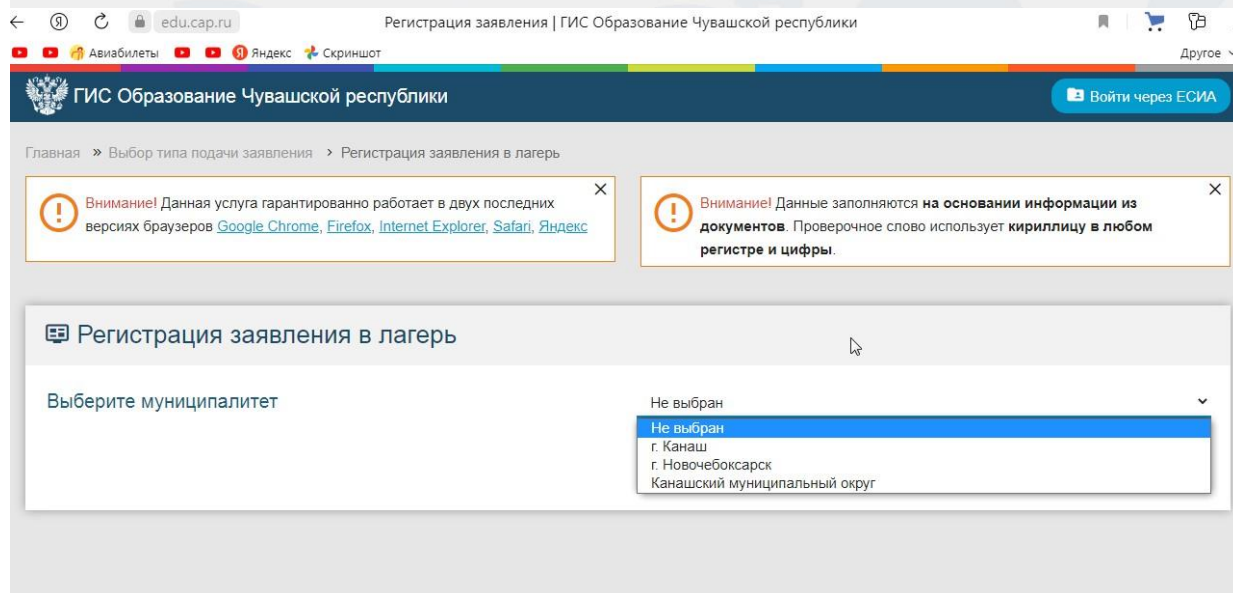 edu.cap.ru
Регистрация заявления | ГИС Образование Чувашской республики
Авиабилеты
Яндекс
Скриншот
Другое
ГИС Образование Чувашской республики
Войти через ЕСИА
Главная » Выбор типа подачи заявления › Регистрация заявления в лагерь
Внимание! Данная услуга гарантированно работает в двух последних
версиях браузеров Google Chrome, Firefox, Internet Explorer, Safari, Яндекс
Внимание! Данные заполняются на основании информации из
документов. Проверочное слово использует кириллицу в любом
регистре и цифры.
Регистрация заявления в лагерь
Выберите муниципалитет
Не выбран
Не выбран
г. Канаш
г. Новочебоксарск
Канашский муниципальный округ